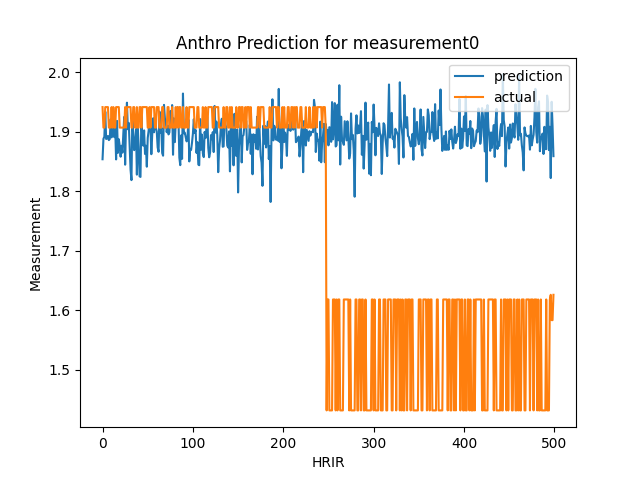 Anthro Prediction for measurement0
prediction
actual
2.0
1.9
1.8
1.7
1.6
1.5
Measurement
0
100
200
300
400
500
HRIR